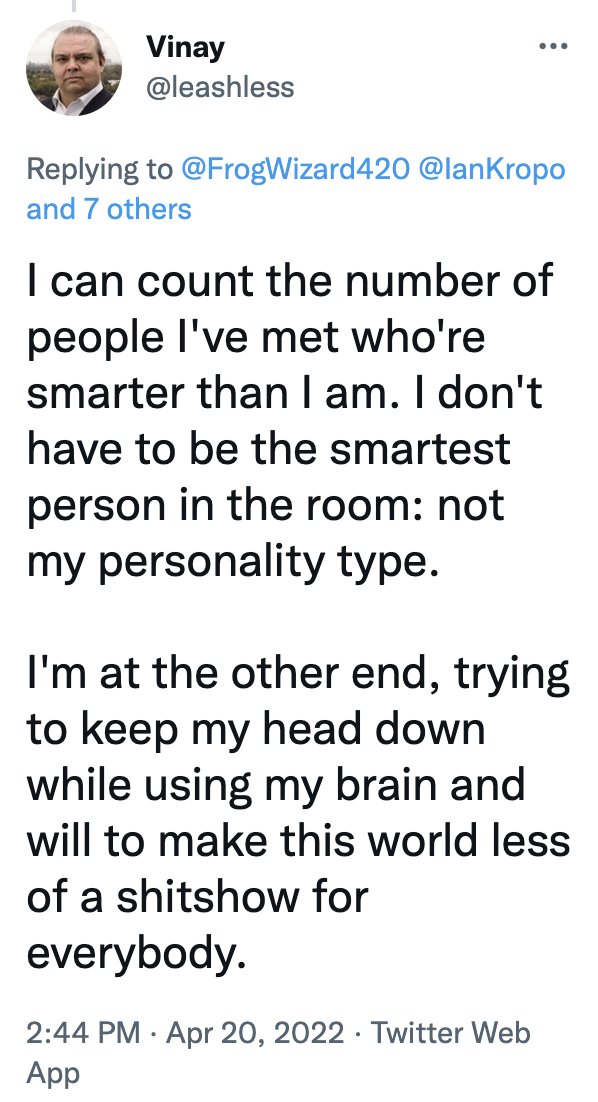 Vinay
@leashless
Replying to @FrogWizard420 @IanKropo
and 7 others
I can count the number of
people I've met who're
smarter than I am. I don't
have to be the smartest
person in the room: not
my personality type.
I'm at the other end, trying
to keep my head down
while using my brain and
will to make this world less
of a shitshow for
everybody.
2:44 PM · Apr 20, 2022 · Twitter Web
App